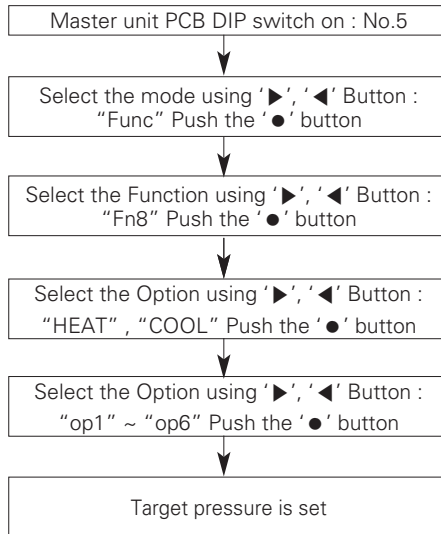 Master unit PCB DIP switch on : No.5
Select the mode using ‘▶’, ‘◀’ Button :
“Func” Push the ‘●’ button
Select the Function using ‘▶’, ‘◀’ Button :
“Fn8” Push the ‘●’ button
Select the Option using ‘▶’, ‘◀’ Button :
“HEAT” , “COOL” Push the ‘●’ button
Select the Option using ‘▶’, ‘◀’ Button :
“op1” ~ “op6” Push the ‘●’ button
Target pressure is set